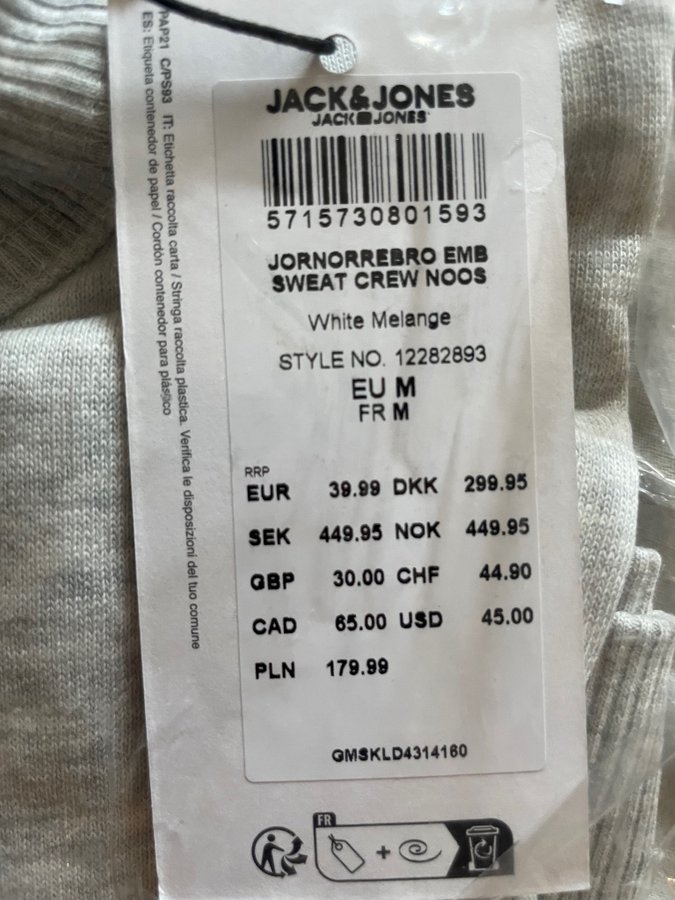 PAP21 C/PS93 IT: Etichetta raccolta carta / Stringa raccolta plastica. Verifica le disposizioni del tuo comune
ES: Etiqueta contenedor de papel / Cordón contenedor para plástico
JACK&JONES
JACK JONES
5715730801593
JORNORREBRO EMB
SWEAT CREW NOOS
White Melange
STYLE NO. 12282893
EU M
FR M
RRP
EUR 39.99 DKK 299.95
SEK 449.95 NOK 449.95
GBP 30.00 CHF 44.90
CAD 65.00 USD 45.00
PLN 179.99
GMSKLD4314160
FR
+